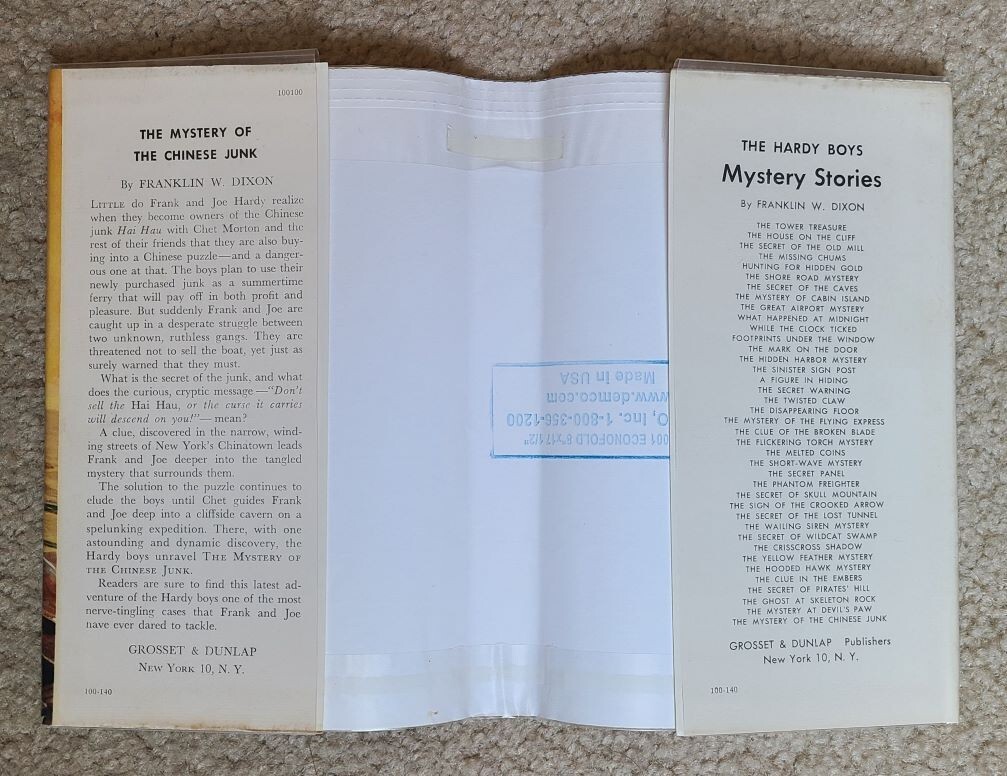 100100
THE MYSTERY OF
THE CHINESE JUNK
By FRANKLIN W. DIXON
LITTLE do Frank and Joe Hardy realize
when they become owners of the Chinese
junk Hai Hau with Chet Morton and the
rest of their friends that they are also buy-
ing into a Chinese puzzle—and a danger-
ous one at that. The boys plan to use their
newly purchased junk as a summertime
ferry that will pay off in both profit and
pleasure. But suddenly Frank and Joe are
caught up in a desperate struggle between
two unknown, ruthless gangs. They are
threatened not to sell the boat, yet just as
surely warned that they must.
What is the secret of the junk, and what
does the curious, cryptic message—"Don't
sell the Hai Hau, or the curse it carries
will descend on you!"—mean?
A clue, discovered in the narrow, wind-
ing streets of New York's Chinatown leads
Frank and Joe deeper into the tangled
mystery that surrounds them.
The solution to the puzzle continues to
elude the boys until Chet guides Frank
and Joe deep into a cliffside cavern on a
spelunking expedition. There, with one
astounding and dynamic discovery, the
Hardy boys unravel THE MYSTERY OF
THE CHINESE JUNK.
Readers are sure to find this latest ad-
venture of the Hardy boys one of the most
nerve-tingling cases that Frank and Joe
have ever dared to tackle.
GROSSET & DUNLAP
NEW YORK 10, N. Y.
100-140
001 ECONOFOLD 8"x17 1/2"
O, Inc. 1-800-356-1200
www.demco.com
Made in USA
THE HARDY BOYS
Mystery Stories
By FRANKLIN W. DIXON
THE TOWER TREASURE
THE HOUSE ON THE CLIFF
THE SECRET OF THE OLD MILL
THE MISSING CHUMS
HUNTING FOR HIDDEN GOLD
THE SHORE ROAD MYSTERY
THE SECRET OF THE CAVES
THE MYSTERY OF CABIN ISLAND
THE GREAT AIRPORT MYSTERY
WHAT HAPPENED AT MIDNIGHT
WHILE THE CLOCK TICKED
FOOTPRINTS UNDER THE WINDOW
THE MARK ON THE DOOR
THE HIDDEN HARBOR MYSTERY
THE SINISTER SIGN POST
A FIGURE IN HIDING
THE SECRET WARNING
THE TWISTED CLAW
THE DISAPPEARING FLOOR
THE MYSTERY OF THE FLYING EXPRESS
THE CLUE OF THE BROKEN BLADE
THE FLICKERING TORCH MYSTERY
THE MELTED COINS
THE SHORT-WAVE MYSTERY
THE SECRET PANEL
THE PHANTOM FREIGHTER
THE SECRET OF SKULL MOUNTAIN
THE SIGN OF THE CROOKED ARROW
THE SECRET OF THE LOST TUNNEL
THE WAILING SIREN MYSTERY
THE SECRET OF WILDCAT SWAMP
THE CRISSCROSS SHADOW
THE YELLOW FEATHER MYSTERY
THE HOODED HAWK MYSTERY
THE CLUE IN THE EMBERS
THE SECRET OF PIRATES' HILL
THE GHOST AT SKELETON ROCK
THE MYSTERY AT DEVIL'S PAW
THE MYSTERY OF THE CHINESE JUNK
GROSSET & DUNLAP Publishers
New York 10, N. Y.
100-140